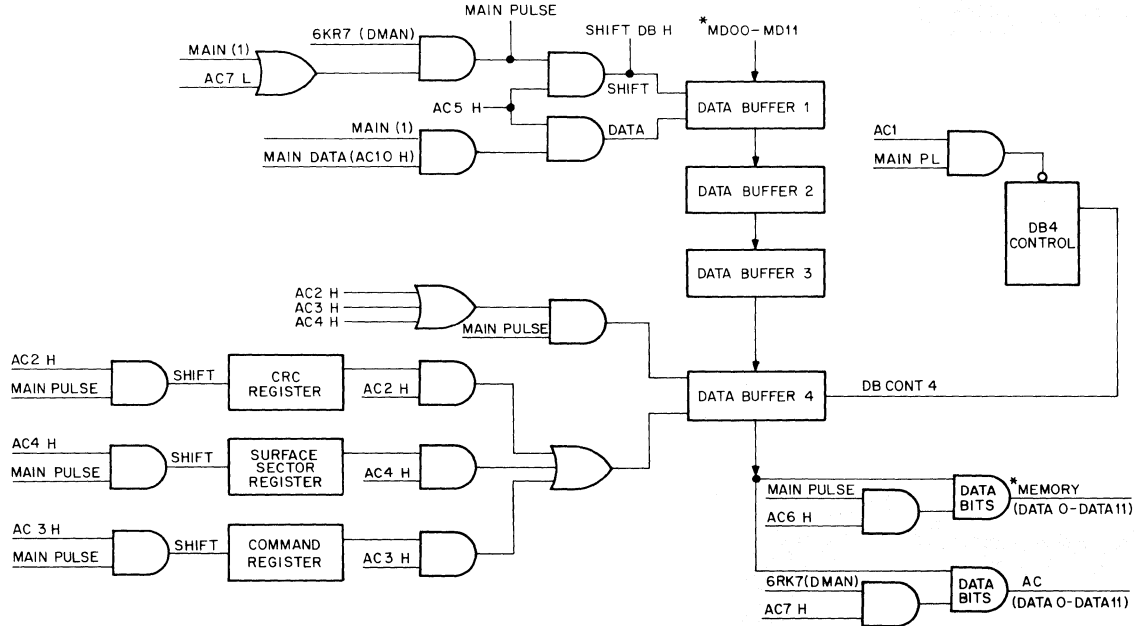 MAIN PULSE
6KR7 (DMAN)
MAIN (1)
AC7 L
SHIFT DB H
*MD00-MD11
SHIFT
AC5 H
DATA
MAIN (1)
MAIN DATA(AC10 H)
DATA BUFFER 1
AC1
MAIN PL
DATA BUFFER 2
DB4
CONTROL
DATA BUFFER 3
AC2 H
AC3 H
AC4 H
MAIN PULSE
AC2 H
MAIN PULSE
SHIFT
CRC
REGISTER
AC2 H
DATA BUFFER 4
DB CONT 4
AC4 H
MAIN PULSE
SHIFT
SURFACE
SECTOR
REGISTER
AC4 H
MAIN PULSE
AC6 H
DATA
BITS
*MEMORY
(DATA 0-DATA11)
AC 3 H
MAIN PULSE
SHIFT
COMMAND
REGISTER
AC3 H
6RK7(DMAN)
AC7 H
DATA
BITS
AC
(DATA 0-DATA11)